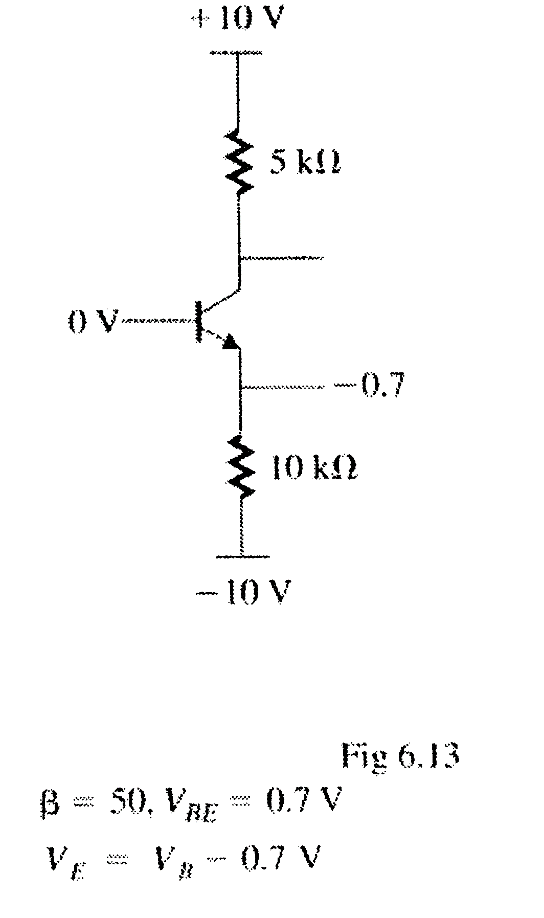 +10 V
5 kΩ
0 V
−0.7
10 kΩ
−10 V
Fig 6.13
β = 50, V_BE = 0.7 V
V_E = V_B − 0.7 V